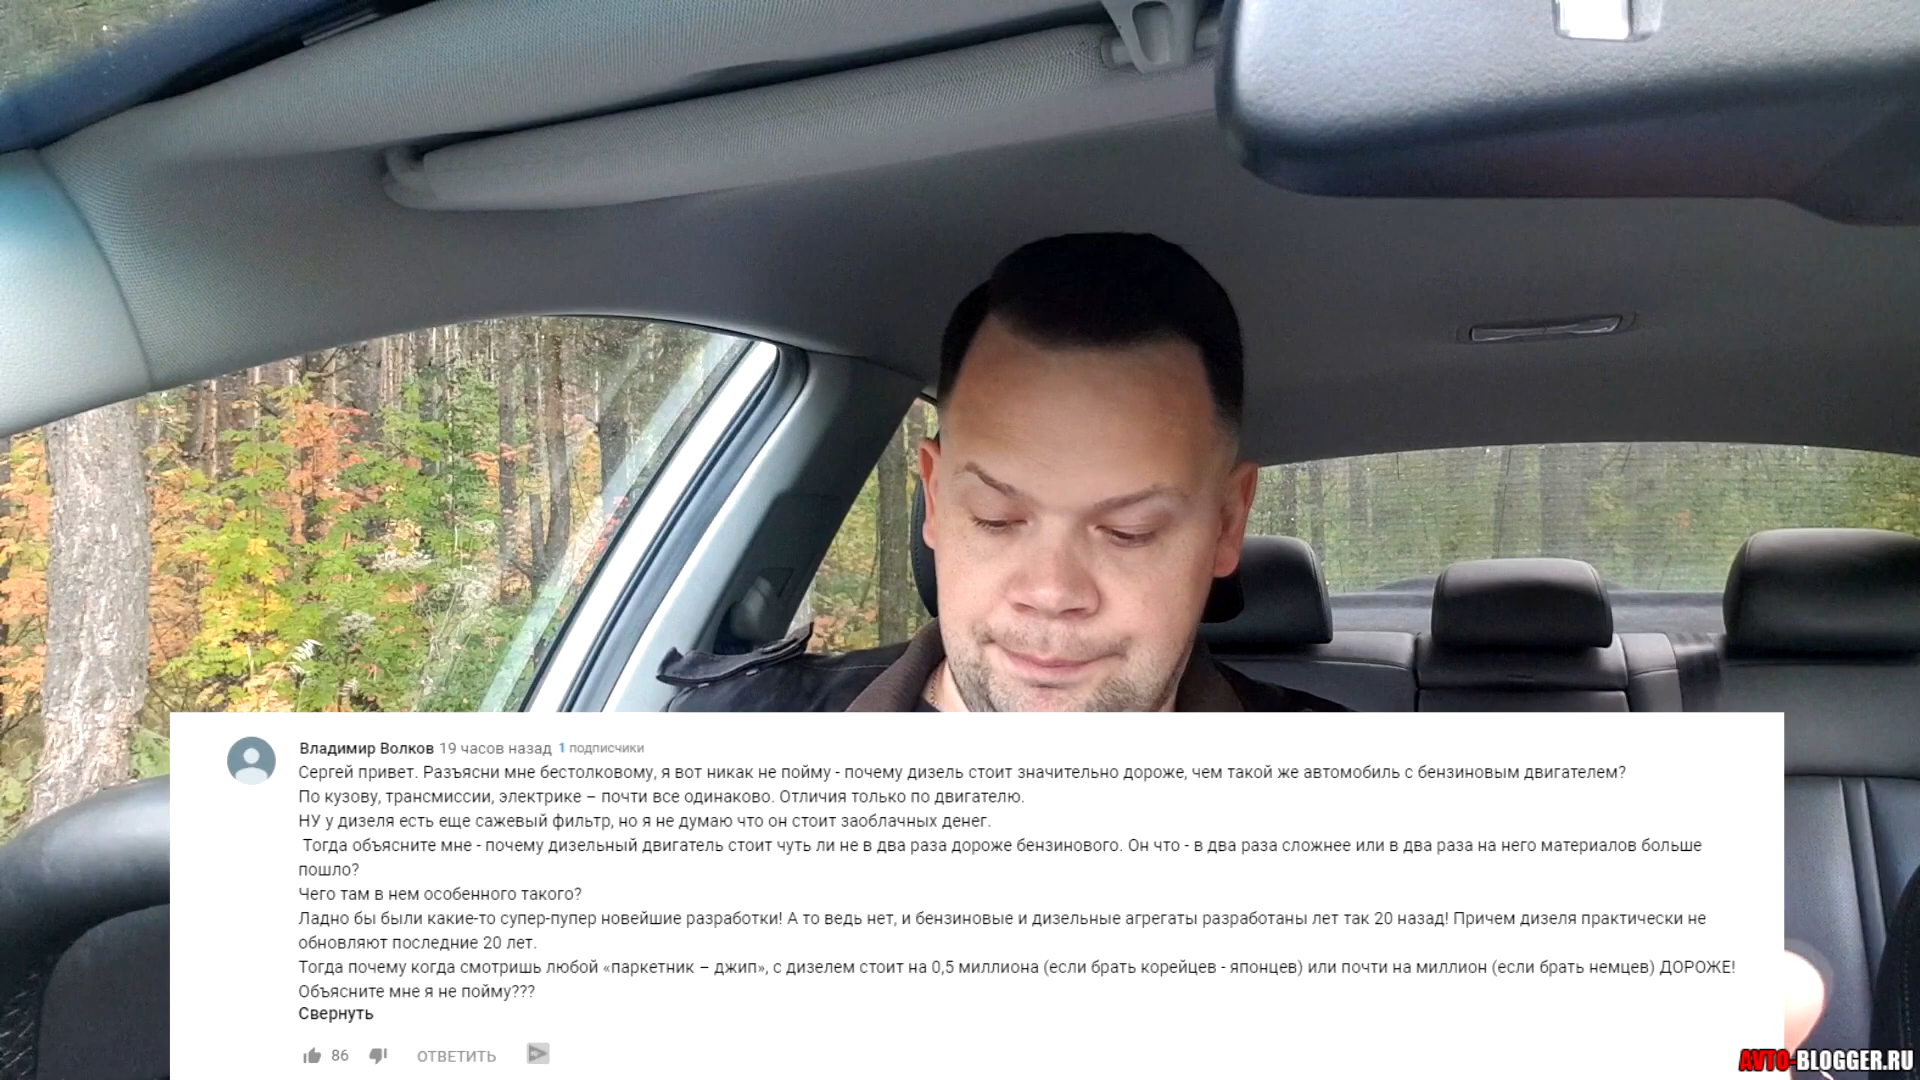 Владимир Волков 19 часов назад 1 подписчики
Сергей привет. Разъясни мне бестолковому, я вот никак не пойму - почему дизель стоит значительно дороже, чем такой же автомобиль с бензиновым двигателем?
По кузову, трансмиссии, электрике – почти все одинаково. Отличия только по двигателю.
НУ у дизеля есть еще сажевый фильтр, но я не думаю что он стоит заоблачных денег.
Тогда объясните мне - почему дизельный двигатель стоит чуть ли не в два раза дороже бензинового. Он что - в два раза сложнее или в два раза на него материалов больше
пошло?
Чего там в нем особенного такого?
Ладно бы были какие-то супер-пупер новейшие разработки! А то ведь нет, и бензиновые и дизельные агрегаты разработаны лет так 20 назад! Причем дизеля практически не
обновляют последние 20 лет.
Тогда почему когда смотришь любой «паркетник – джип», с дизелем стоит на 0,5 миллиона (если брать корейцев - японцев) или почти на миллион (если брать немцев) ДОРОЖЕ!
Объясните мне я не пойму???
Свернуть
86 ОТВЕТИТЬ
AVTO-BLOGGER.RU